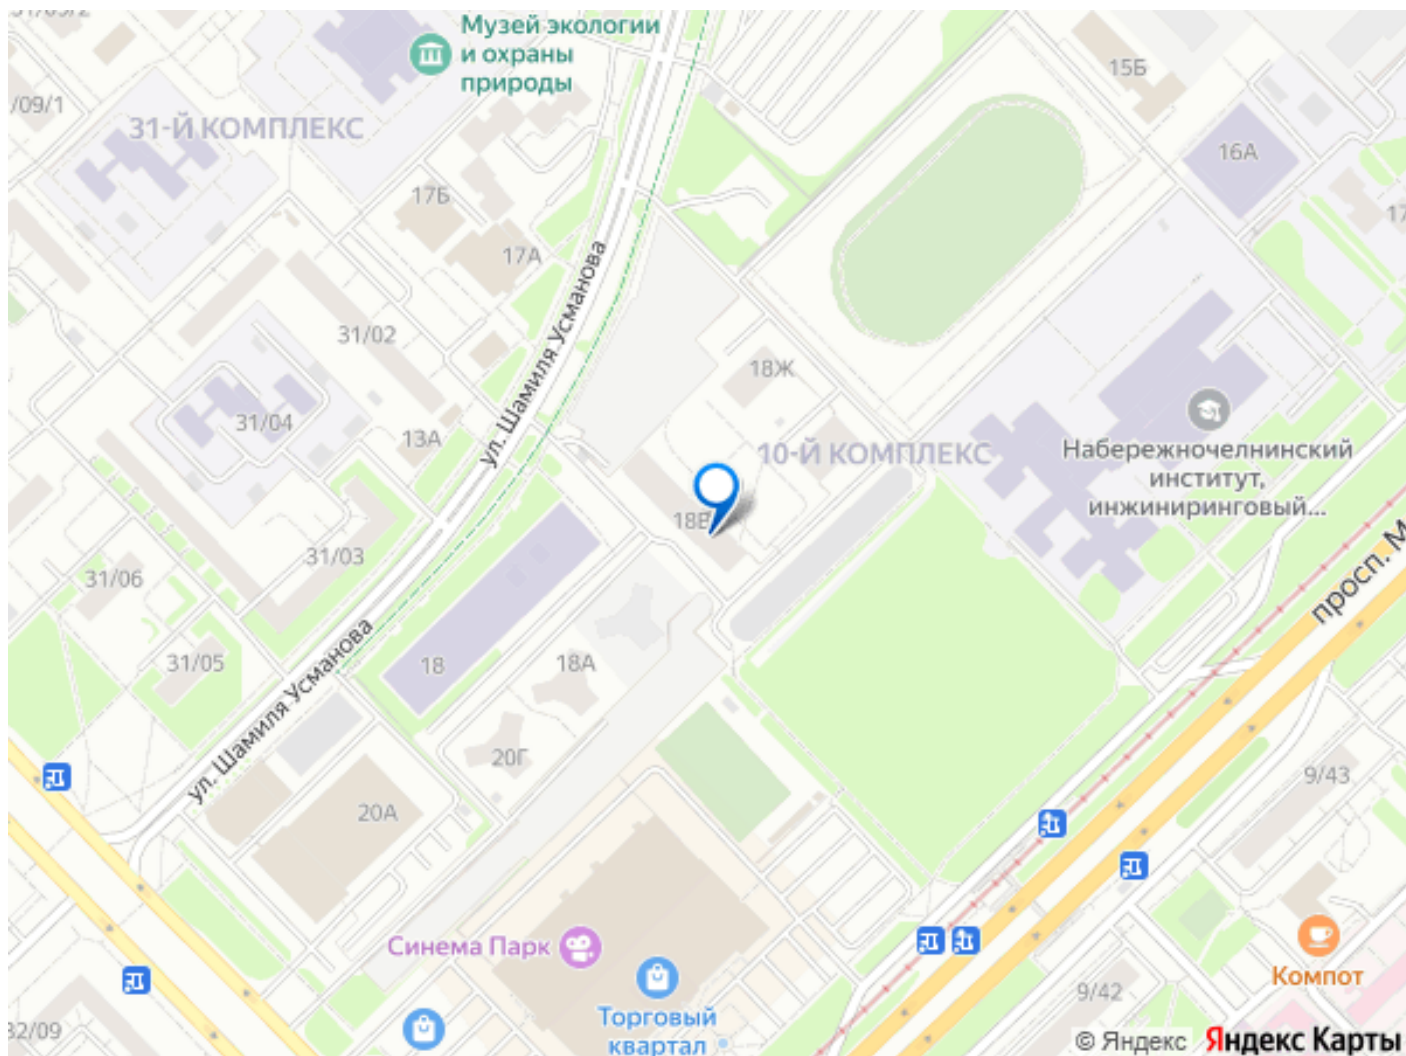 Музей экологии
и охраны
природы
/09/1
31-Й КОМПЛЕКС
15Б
16А
17Б
17А
17
31/02
ул. Шамиля Усманова
18Ж
31/04
13А
10-Й КОМПЛЕКС
Набережночелнинский
институт,
инжиниринговый...
18В
31/03
31/06
просп. М
31/05
18
18А
ул. Шамиля Усманова
20Г
20А
9/43
Синема Парк
Компот
Торговый
квартал
9/42
32/09
© Яндекс Яндекс Карты